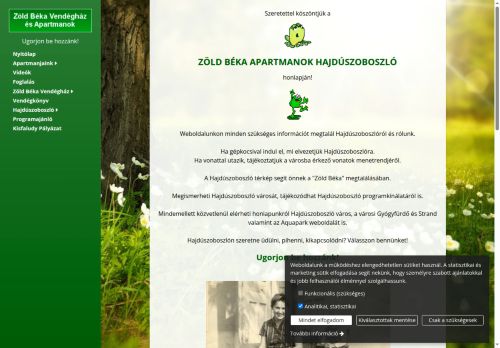 Zöld Béka Vendégház
és Apartmanok
Ugorjon be hozzánk!
Nyitólap
Apartmanjaink
Videók
Foglalás
Zöld Béka Vendégház
Vendégkönyv
Hajdúszoboszló
Programajánló
Kisfaludy Pályázat
Szeretettel köszöntjük a
ZÖLD BÉKA APARTMANOK HAJDÚSZOBOSZLÓ
honlapján!
Weboldalunkon minden szükséges információt megtalál Hajdúszoboszlóról és rólunk.
Ha gépkocsival indul el, mi elvezetjük Hajdúszoboszlóra.
Ha vonattal utazik, tájékoztatjuk a városba érkező vonatok menetrendjéről.
A Hajdúszoboszló térkép segít önnek a "Zöld Béka" megtalálásában.
Megismerheti Hajdúszoboszló városát, tájékozódhat Hajdúszoboszló programkínálatáról is.
Mindemellett közvetlenül elérheti honlapunkról Hajdúszoboszló város, a városi Gyógyfürdő és Strand
valamint az Aquapark weboldalát is.
Hajdúszoboszlón szeretne üdülni, pihenni, kikapcsolódni? Válasszon bennünket!
Ugorjon be hozzánk!
Weboldalunk a működéshez elengedhetetlen sütiket használ. A statisztikai és
marketing sütik elfogadása segít nekünk, hogy személyre szabott ajánlatokkal
és jobb felhasználói élménnyel szolgálhassunk.
Funkcionális (szükséges)
Analitikai, statisztikai
Mindet elfogadom
Kiválasztottak mentése
Csak a szükségesek
További információ